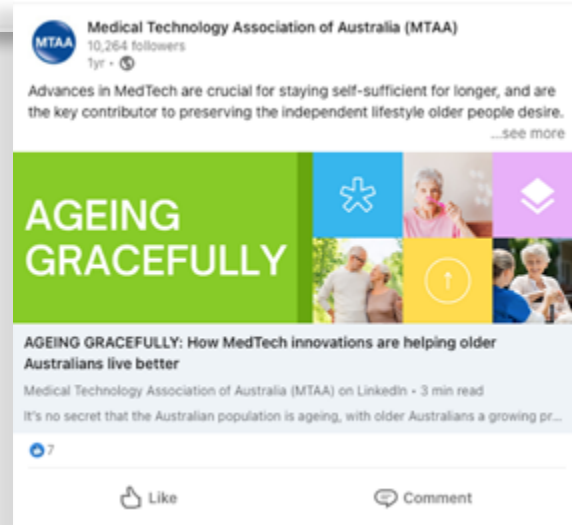 MTAA
Medical Technology Association of Australia (MTAA)
10,264 followers
1yr •
Advances in MedTech are crucial for staying self-sufficient for longer, and are
the key contributor to preserving the independent lifestyle older people desire.
...see more
AGEING
GRACEFULLY
AGEING GRACEFULLY: How MedTech innovations are helping older
Australians live better
Medical Technology Association of Australia (MTAA) on LinkedIn • 3 min read
It's no secret that the Australian population is ageing, with older Australians a growing pr...
7
Like
Comment